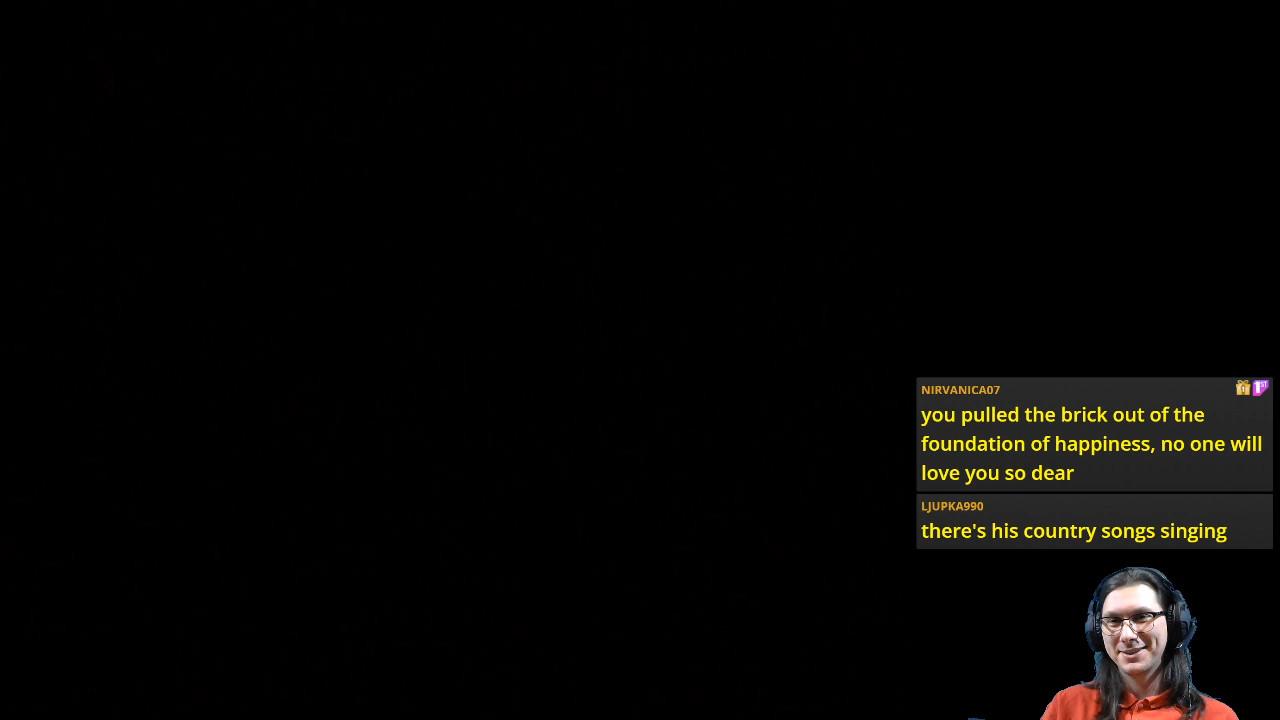 NIRVANICA07
you pulled the brick out of the
foundation of happiness, no one will
love you so dear
LJUPKA990
there's his country songs singing